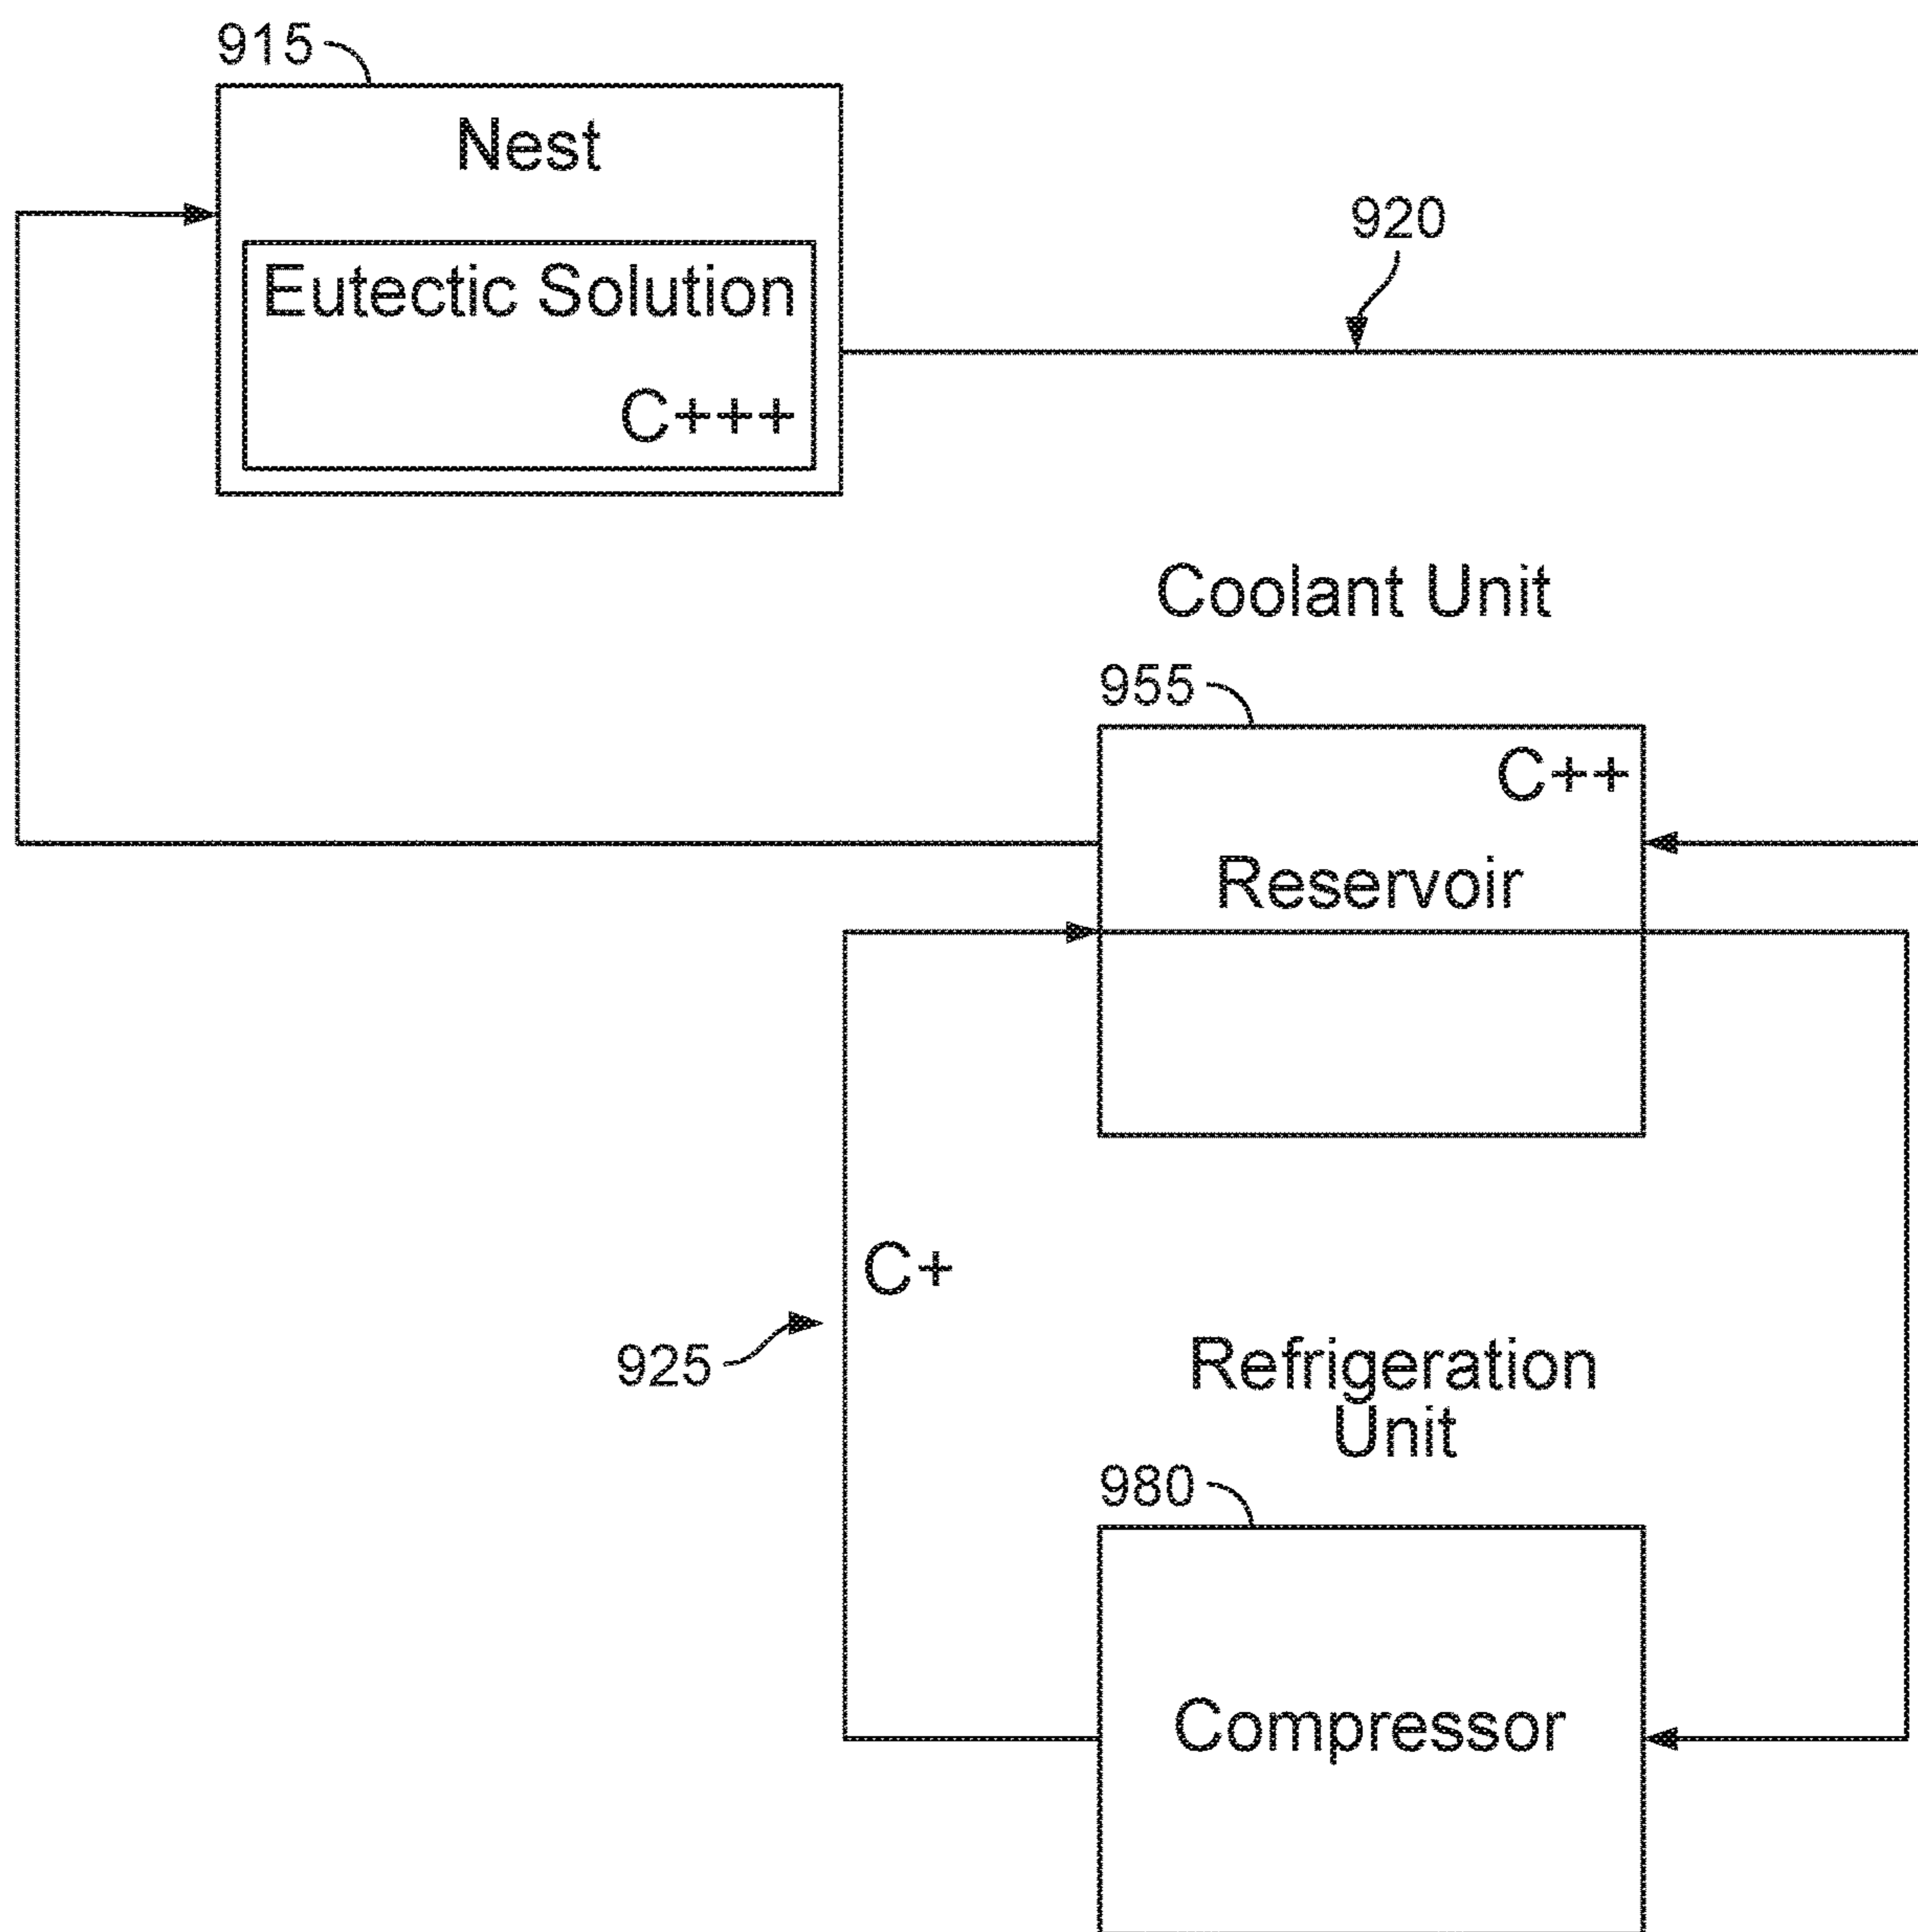 915
Nest
920
Eutectic Solution
C+++
Coolant Unit
955
C++
Reservoir
C+
925
Refrigeration
Unit
980
Compressor